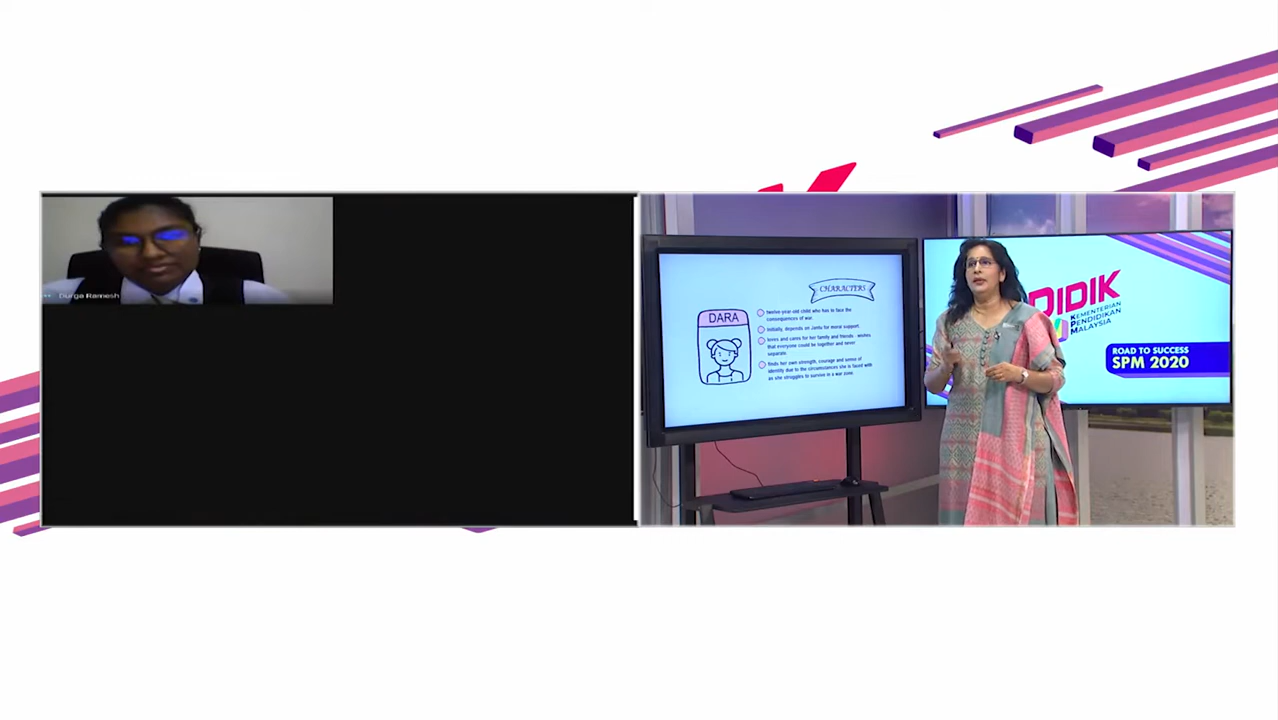 Durga Ramesh
CHARACTERS
DARA
twelve-year-old child who has to face the
consequences of war.
initially, depends on Jantu for moral support.
loves and cares for her family and friends - wishes
that everyone could be together and never
separate.
finds her own strength, courage and sense of
identity due to the circumstances she is faced with
as she struggles to survive in a war zone.
DIDIK
KEMENTERIAN
PENDIDIKAN
MALAYSIA
ROAD TO SUCCESS
SPM 2020